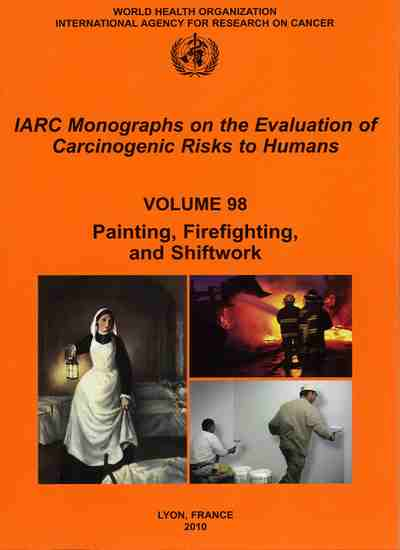 WORLD HEALTH ORGANIZATION
INTERNATIONAL AGENCY FOR RESEARCH ON CANCER
IARC Monographs on the Evaluation of
Carcinogenic Risks to Humans
VOLUME 98
Painting, Firefighting,
and Shiftwork
LYON, FRANCE
2010